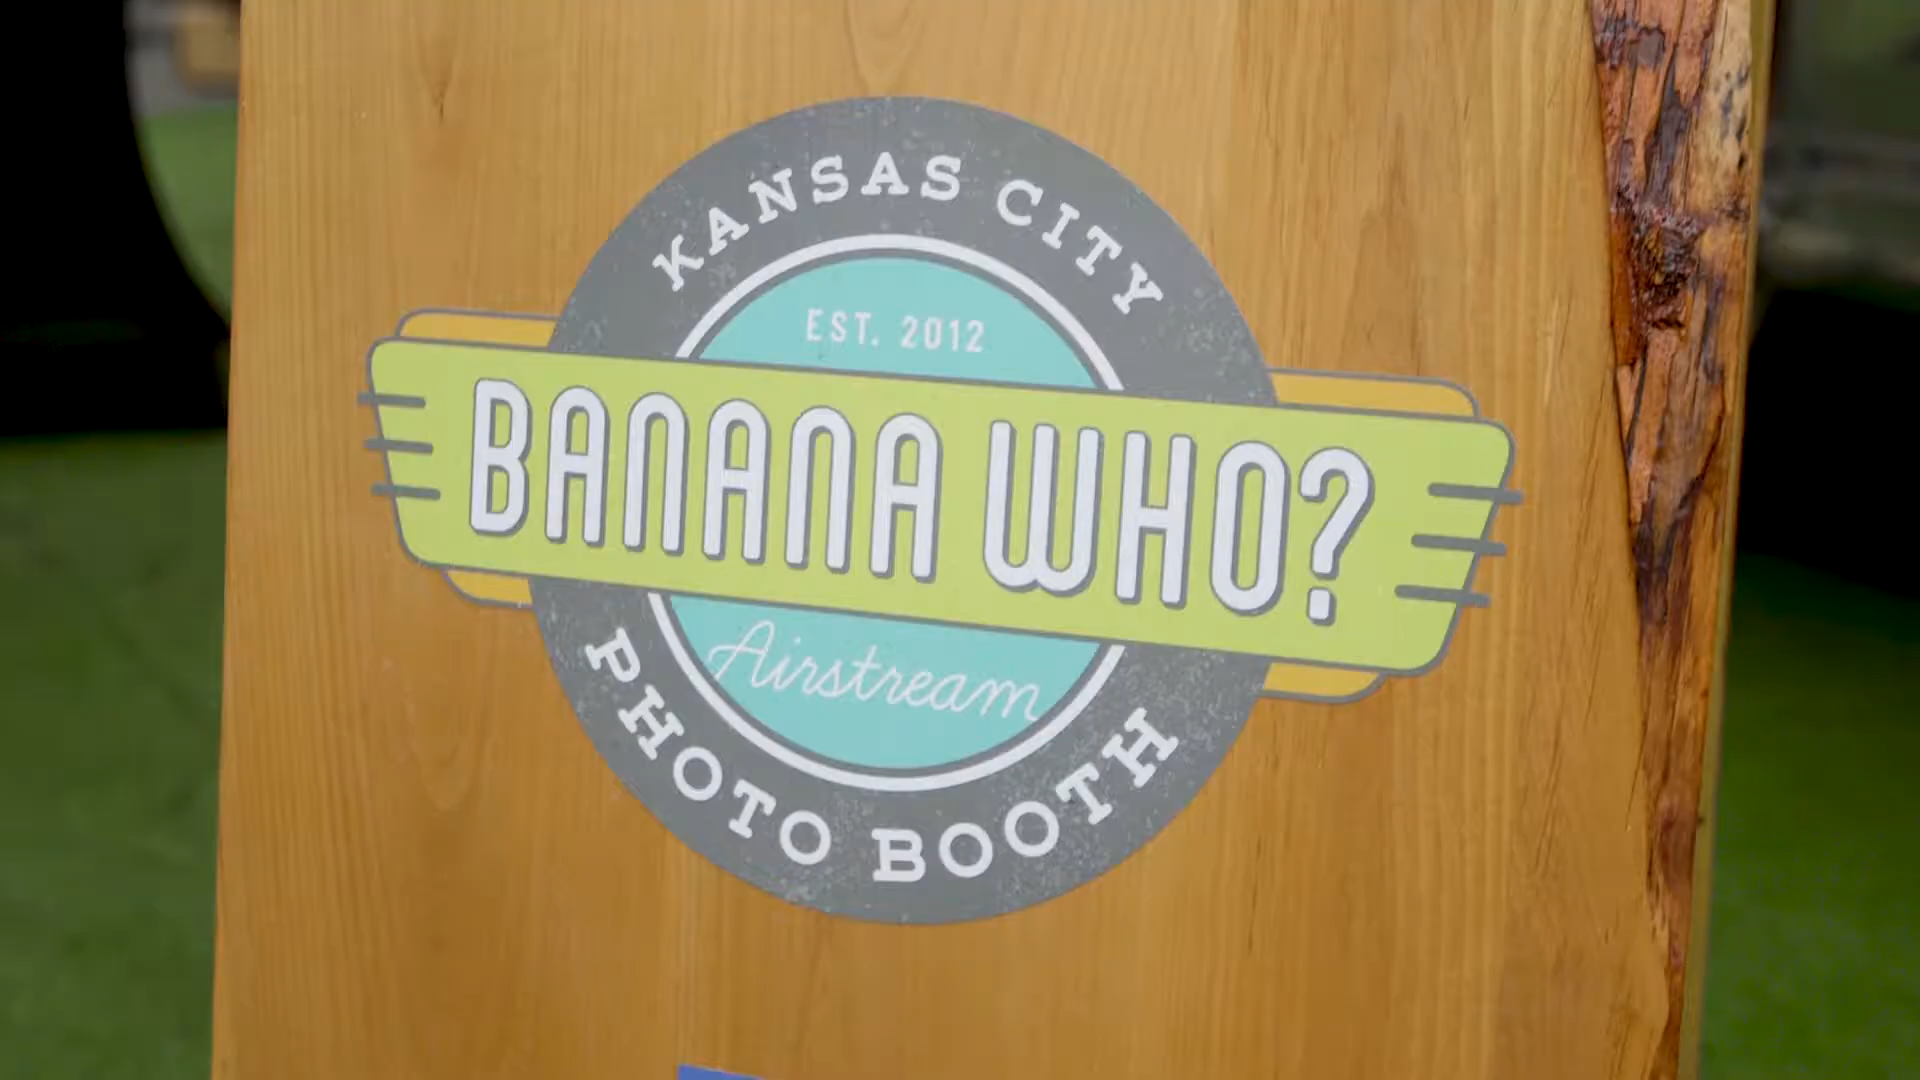 KANSAS CITY
EST. 2012
BANANA WHO?
Airstream
PHOTO BOOTH